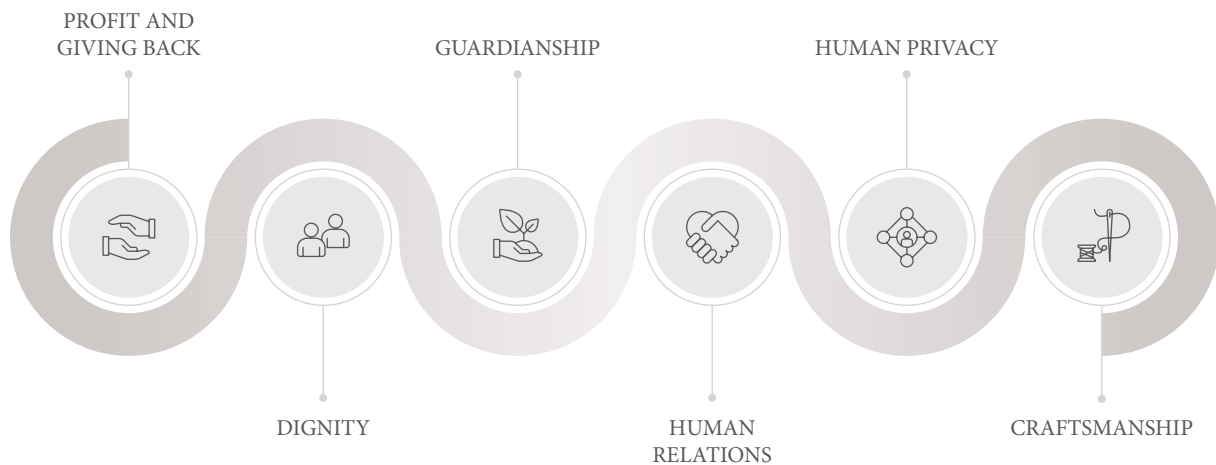 PROFIT AND
GIVING BACK
DIGNITY
GUARDIANSHIP
HUMAN
RELATIONS
HUMAN PRIVACY
CRAFTSMANSHIP